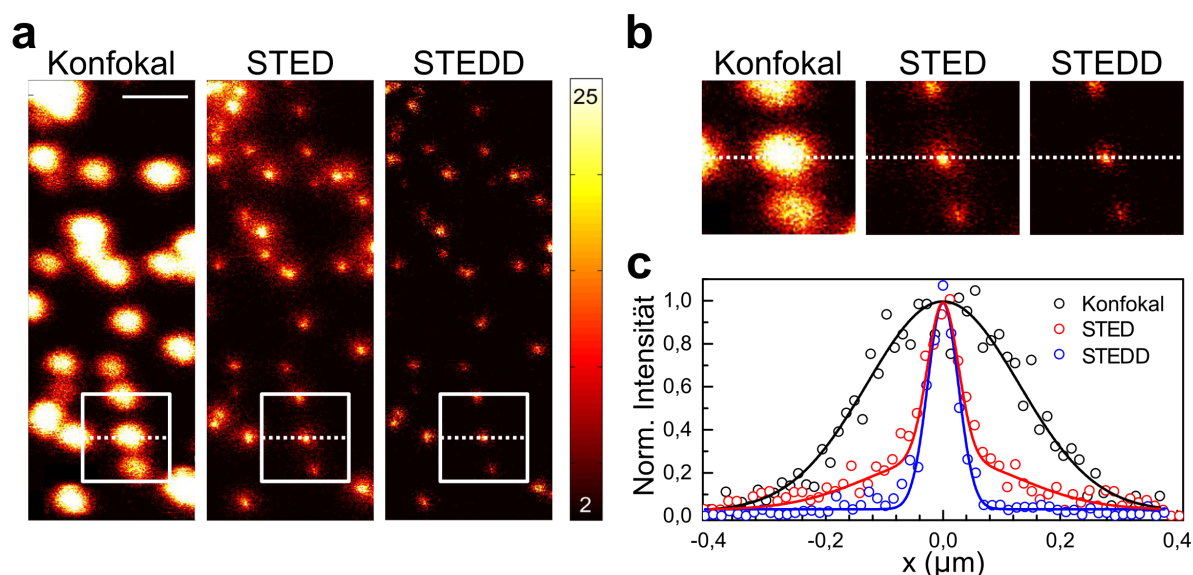 a
Konfokal STED STEDD
25
2
b
Konfokal STED STEDD
c
Norm. Intensität
1,0
0,8
0,6
0,4
0,2
0,0
Konfokal
STED
STEDD
-0,4 -0,2 0,0 0,2 0,4
x (µm)